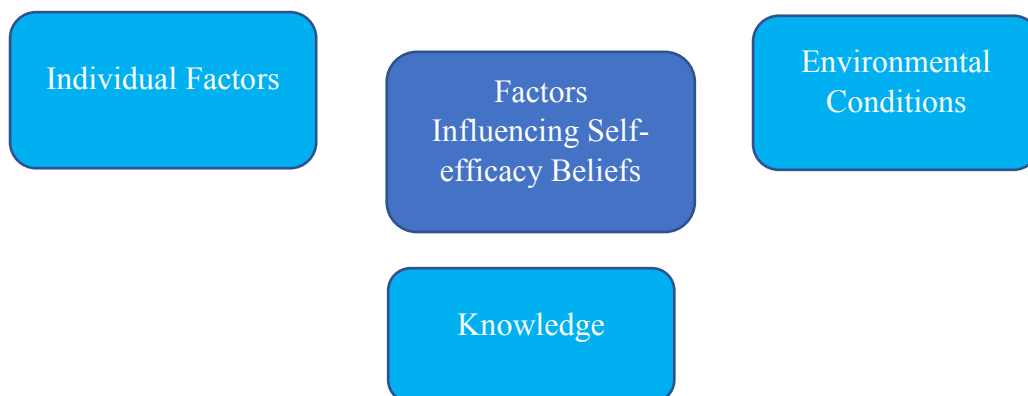 Individual Factors
Factors
Influencing Self-
efficacy Beliefs
Environmental
Conditions
Knowledge